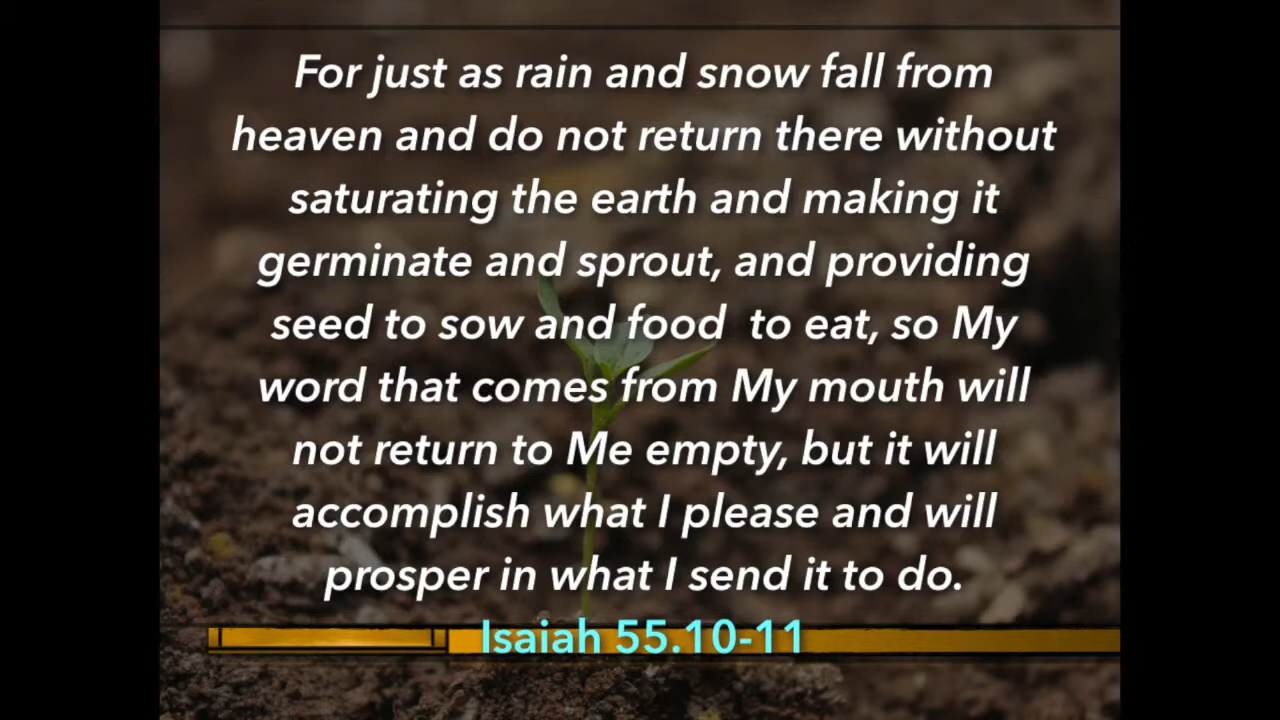 For just as rain and snow fall from
heaven and do not return there without
saturating the earth and making it
germinate and sprout, and providing
seed to sow and food  to eat, so My
word that comes from My mouth will
not return to Me empty, but it will
accomplish what I please and will
prosper in what I send it to do.
Isaiah 55.10-11